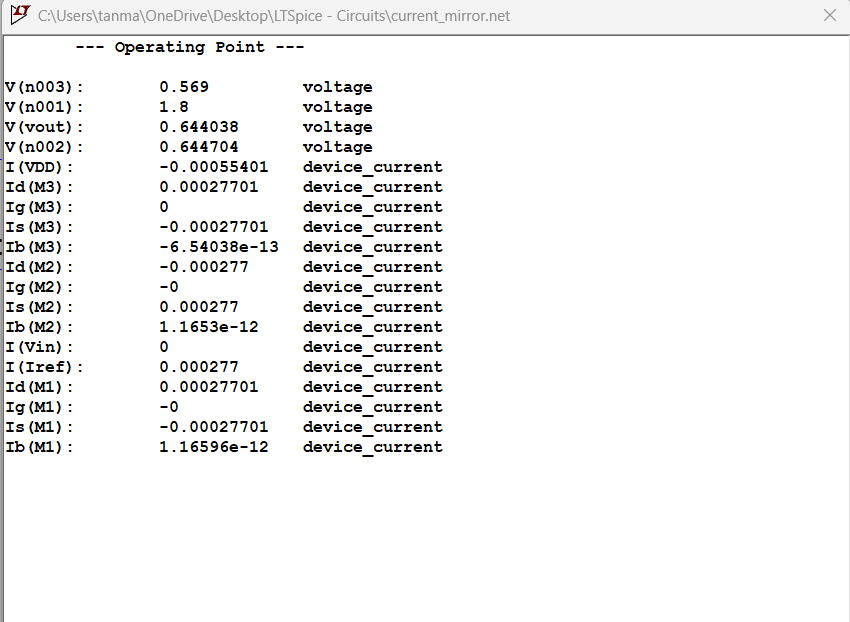 C:\Users\tanma\OneDrive\Desktop\LTSpice - Circuits\current_mirror.net
--- Operating Point ---
V(n003): 0.569 voltage
V(n001): 1.8 voltage
V(vout): 0.644038 voltage
V(n002): 0.644704 voltage
I(VDD): -0.00055401 device_current
Id(M3): 0.00027701 device_current
Ig(M3): 0 device_current
Is(M3): -0.00027701 device_current
Ib(M3): -6.54038e-13 device_current
Id(M2): -0.000277 device_current
Ig(M2): -0 device_current
Is(M2): 0.000277 device_current
Ib(M2): 1.1653e-12 device_current
I(Vin): 0 device_current
I(Iref): 0.000277 device_current
Id(M1): 0.00027701 device_current
Ig(M1): -0 device_current
Is(M1): -0.00027701 device_current
Ib(M1): 1.16596e-12 device_current